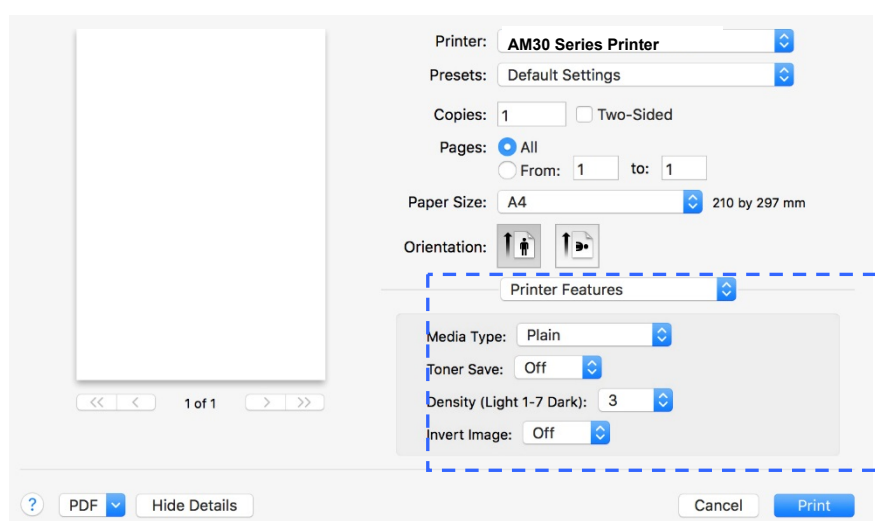 Printer: AM30 Series Printer
Presets: Default Settings
Copies: 1 Two-Sided
Pages: All
From: 1 to: 1
Paper Size: A4 210 by 297 mm
Orientation:
Printer Features
Media Type: Plain
Toner Save: Off
Density (Light 1-7 Dark): 3
Invert Image: Off
<< < 1 of 1 > >>
? PDF Hide Details Cancel Print